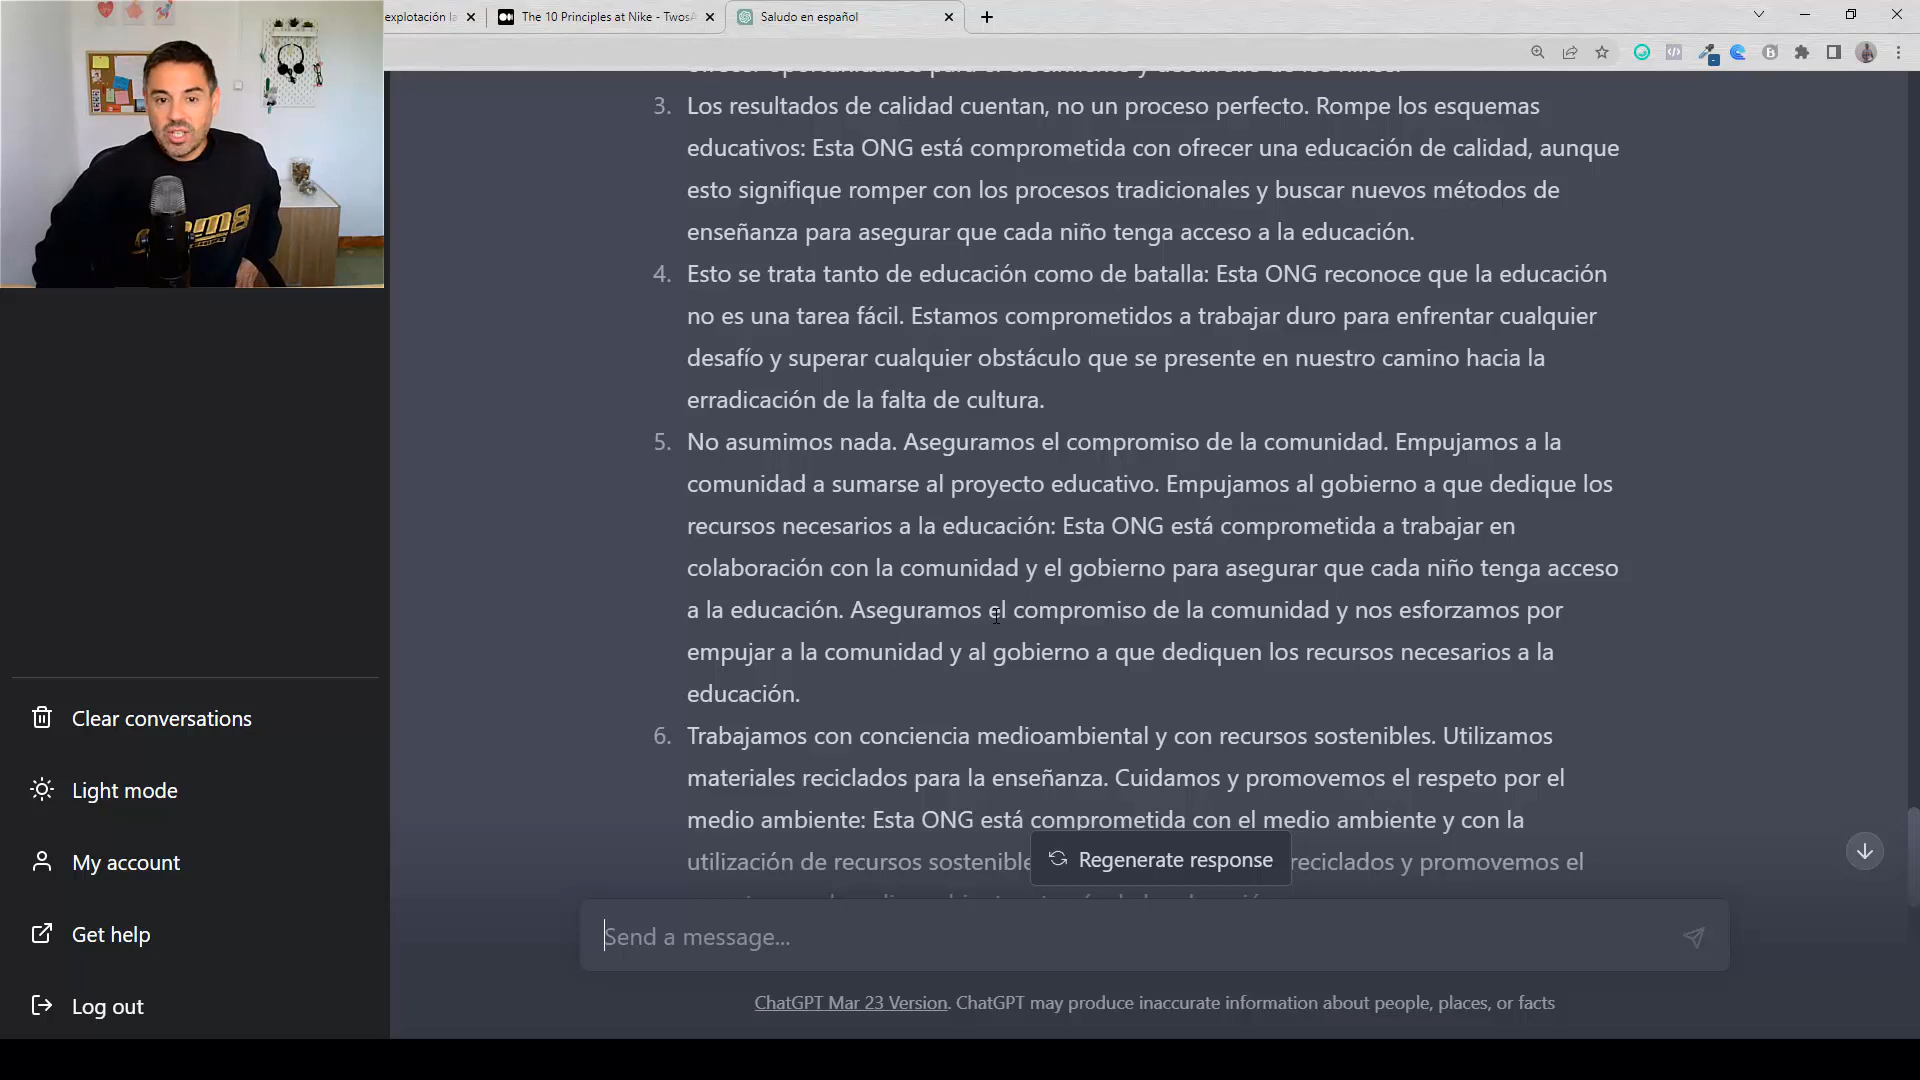 explotación la
The 10 Principles at Nike - TwosA
Saludo en español
3. Los resultados de calidad cuentan, no un proceso perfecto. Rompe los esquemas
educativos: Esta ONG está comprometida con ofrecer una educación de calidad, aunque
esto signifique romper con los procesos tradicionales y buscar nuevos métodos de
enseñanza para asegurar que cada niño tenga acceso a la educación.
4. Esto se trata tanto de educación como de batalla: Esta ONG reconoce que la educación
no es una tarea fácil. Estamos comprometidos a trabajar duro para enfrentar cualquier
desafío y superar cualquier obstáculo que se presente en nuestro camino hacia la
erradicación de la falta de cultura.
5. No asumimos nada. Aseguramos el compromiso de la comunidad. Empujamos a la
comunidad a sumarse al proyecto educativo. Empujamos al gobierno a que dedique los
recursos necesarios a la educación: Esta ONG está comprometida a trabajar en
colaboración con la comunidad y el gobierno para asegurar que cada niño tenga acceso
a la educación. Aseguramos el compromiso de la comunidad y nos esforzamos por
empujar a la comunidad y al gobierno a que dediquen los recursos necesarios a la
educación.
6. Trabajamos con conciencia medioambiental y con recursos sostenibles. Utilizamos
materiales reciclados para la enseñanza. Cuidamos y promovemos el respeto por el
medio ambiente: Esta ONG está comprometida con el medio ambiente y con la
utilización de recursos sostenible reciclados y promovemos el
Regenerate response
Send a message...
ChatGPT Mar 23 Version. ChatGPT may produce inaccurate information about people, places, or facts
Clear conversations
Light mode
My account
Get help
Log out